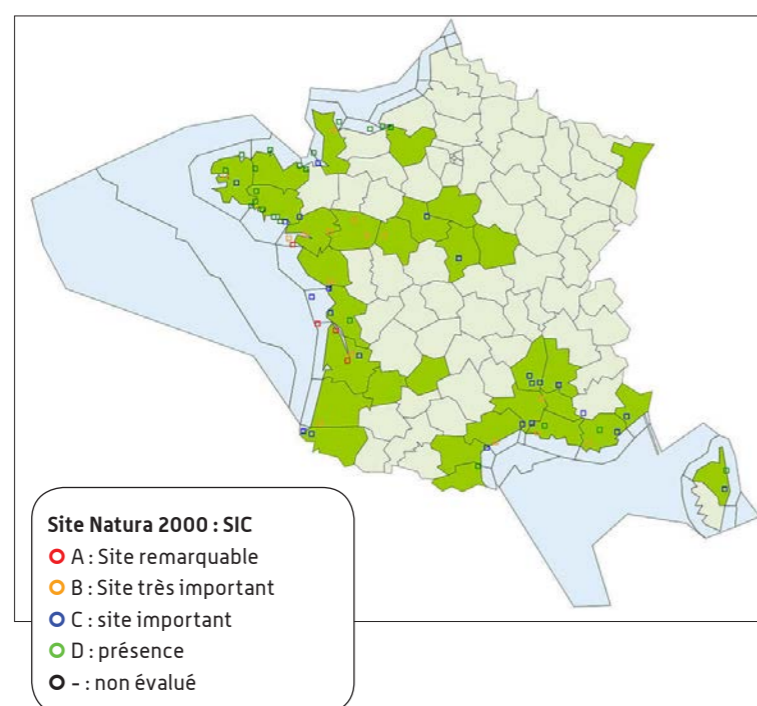 Site Natura 2000 : SIC
A : Site remarquable
B : Site très important
C : site important
D : présence
- : non évalué